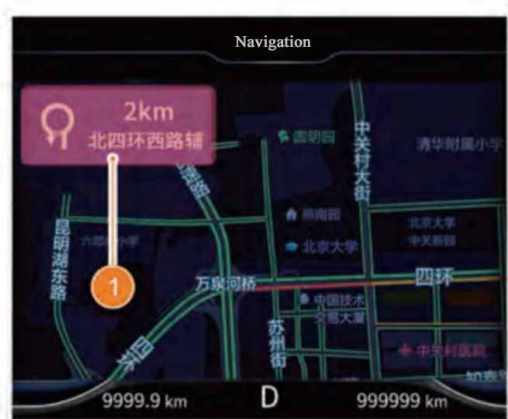 Navigation
2km
北四环西路辅
圆明园
中关村大街
清华附属小学
燕南园
北京大学
中关新园
北京大学
昆明湖东路
万泉河桥
四环
中国技术
交易大厦
苏州街
四环
中关村医院
9999.9 km
D
999999 km
1